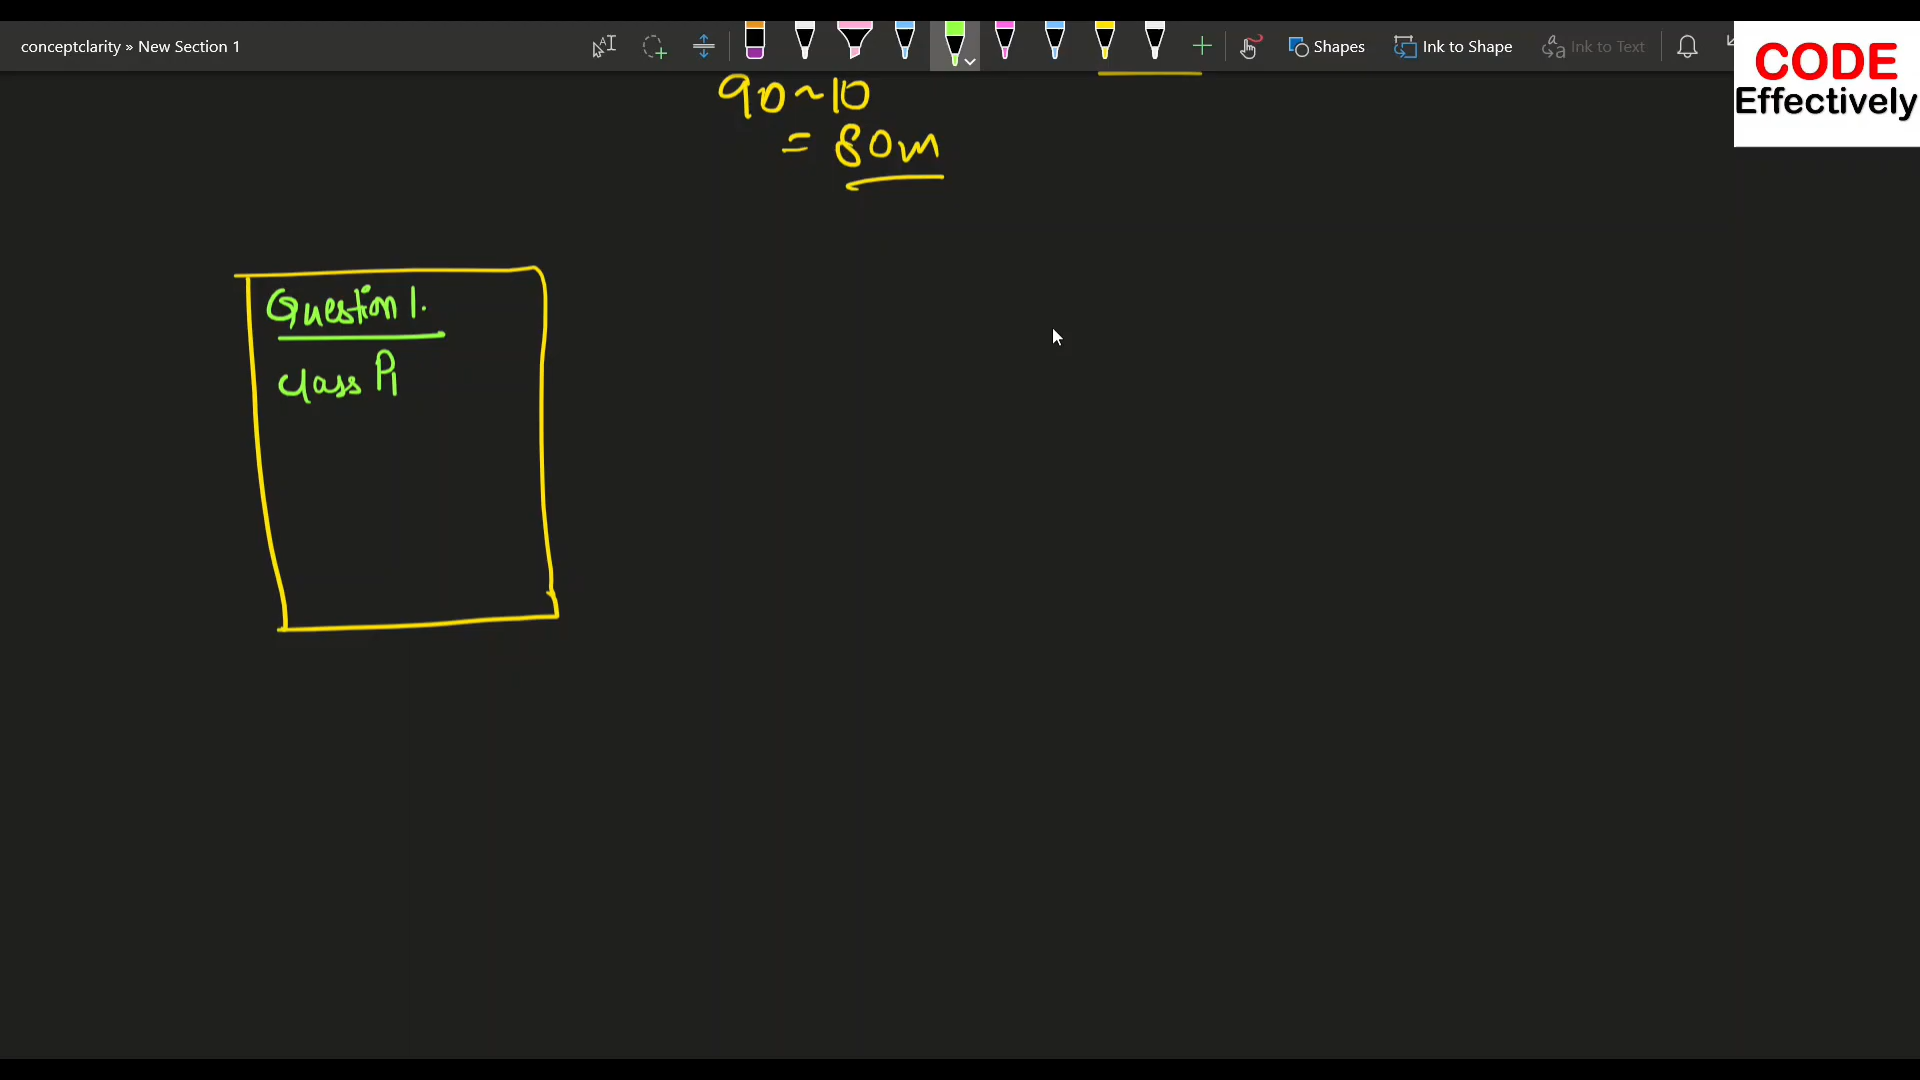 conceptclarity » New Section 1
Shapes
Ink to Shape
Ink to Text
CODE
Effectively
90~10
= 80m
Question 1.
class P1